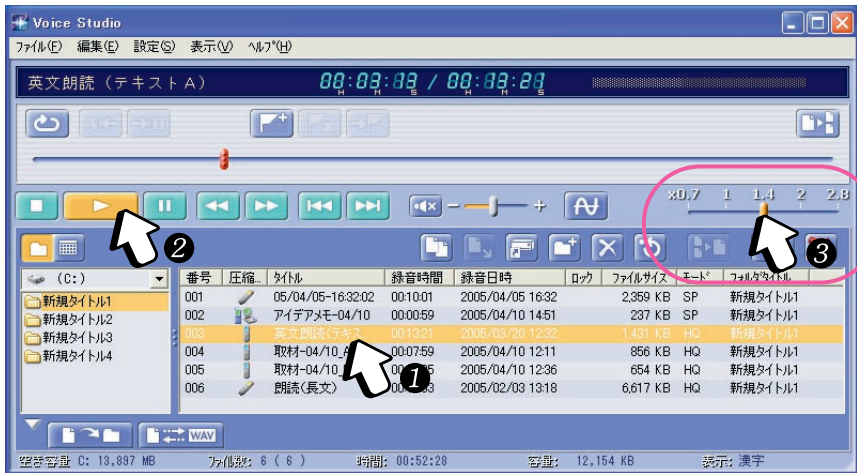 Voice Studio
ファイル(F) 編集(E) 設定(S) 表示(V) ヘルプ(H)
英文朗読（テキストA） 00:03:13 / 00:13:21
H M S H M S
×0.7 1 1.4 2 2.8
❷
❸
(C:)
新規タイトル1
新規タイトル2
新規タイトル3
新規タイトル4
番号 圧縮... タイトル 録音時間 録音日時 ロック ファイルサイズ モード フォルダタイトル
001 05/04/05-16:32:02 00:10:01 2005/04/05 16:32 2,359 KB SP 新規タイトル1
002 アイデアメモ-04/10 00:00:59 2005/04/10 14:51 237 KB SP 新規タイトル1
003 英文朗読(テキス 00:13:21 2005/03/20 12:32 1,431 KB HQ 新規タイトル1
004 取材-04/10_A 00:07:59 2005/04/10 12:11 856 KB HQ 新規タイトル1
005 取材-04/10_ 2005/04/10 12:36 654 KB HQ 新規タイトル1
006 朗読(長文) 2005/02/03 13:18 6,617 KB HQ 新規タイトル1
❶
WAV
空き容量 C: 13,897 MB ファイル数: 6 ( 6 ) 時間: 00:52:28 容量: 12,154 KB 表示: 漢字